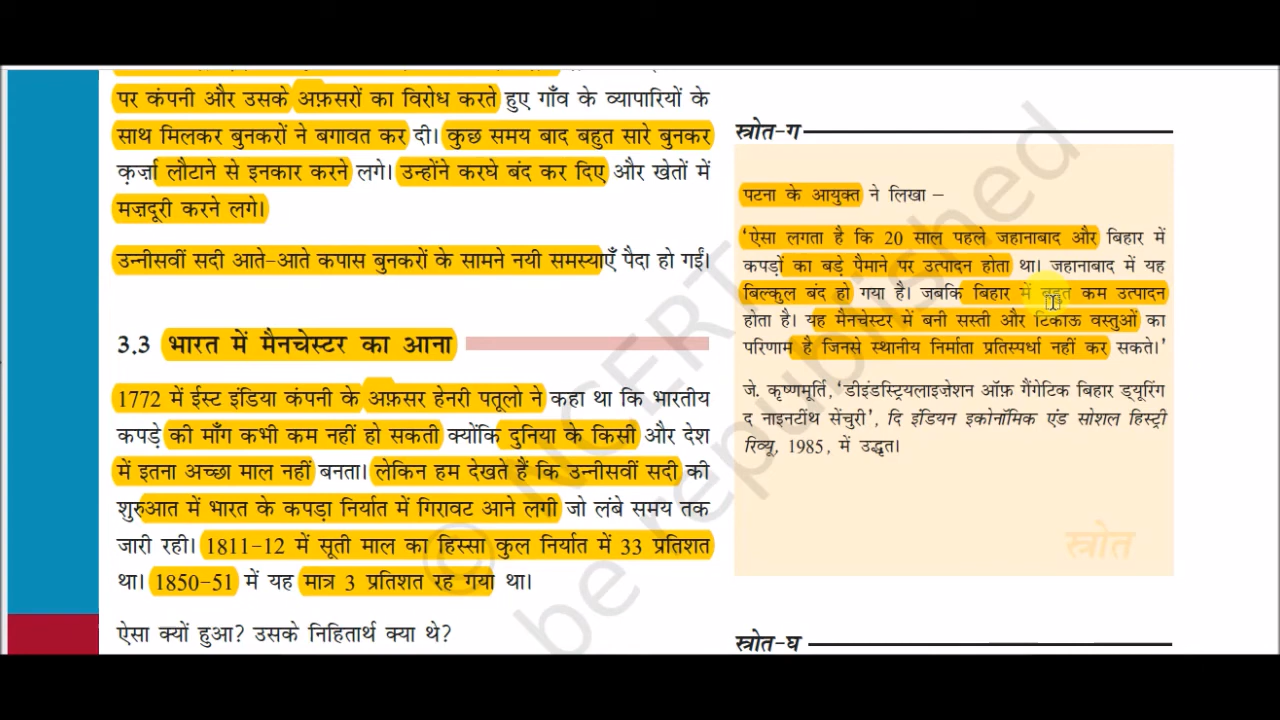 पर कंपनी और उसके अफ़सरों का विरोध करते हुए गाँव के व्यापारियों के
साथ मिलकर बुनकरों ने बगावत कर दी। कुछ समय बाद बहुत सारे बुनकर
क़र्ज़ा लौटाने से इनकार करने लगे। उन्होंने करघे बंद कर दिए और खेतों में
मज़दूरी करने लगे।
उन्नीसवीं सदी आते-आते कपास बुनकरों के सामने नयी समस्याएँ पैदा हो गईं।
3.3 भारत में मैनचेस्टर का आना
1772 में ईस्ट इंडिया कंपनी के अफ़सर हेनरी पतूलो ने कहा था कि भारतीय
कपड़े की माँग कभी कम नहीं हो सकती क्योंकि दुनिया के किसी और देश
में इतना अच्छा माल नहीं बनता। लेकिन हम देखते हैं कि उन्नीसवीं सदी की
शुरुआत में भारत के कपड़ा निर्यात में गिरावट आने लगी जो लंबे समय तक
जारी रही। 1811-12 में सूती माल का हिस्सा कुल निर्यात में 33 प्रतिशत
था। 1850-51 में यह मात्र 3 प्रतिशत रह गया था।
ऐसा क्यों हुआ? उसके निहितार्थ क्या थे?
स्रोत-ग
पटना के आयुक्त ने लिखा –
'ऐसा लगता है कि 20 साल पहले जहानाबाद और बिहार में
कपड़ों का बड़े पैमाने पर उत्पादन होता था। जहानाबाद में यह
बिल्कुल बंद हो गया है। जबकि बिहार में बहुत कम उत्पादन
होता है। यह मैनचेस्टर में बनी सस्ती और टिकाऊ वस्तुओं का
परिणाम है जिनसे स्थानीय निर्माता प्रतिस्पर्धा नहीं कर सकते।'
जे. कृष्णमूर्ति, 'डीइंडस्ट्रियलाइज़ेशन ऑफ़ गैंगेटिक बिहार ड्यूरिंग
द नाइनटींथ सेंचुरी', दि इंडियन इकोनॉमिक एंड सोशल हिस्ट्री
रिव्यू, 1985, में उद्धृत।
स्रोत
स्रोत-घ
© NCERT
be republished